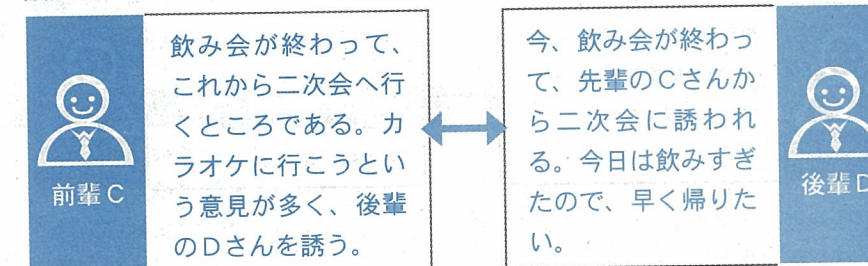 飲み会が終わって、
これから二次会へ行
くところである。カ
ラオケに行こうとい
う意見が多く、後輩
のDさんを誘う。
前輩C
今、飲み会が終わっ
て、先輩のCさんか
ら二次会に誘われ
る。今日は飲みすぎ
たので、早く帰りた
い。
後輩D